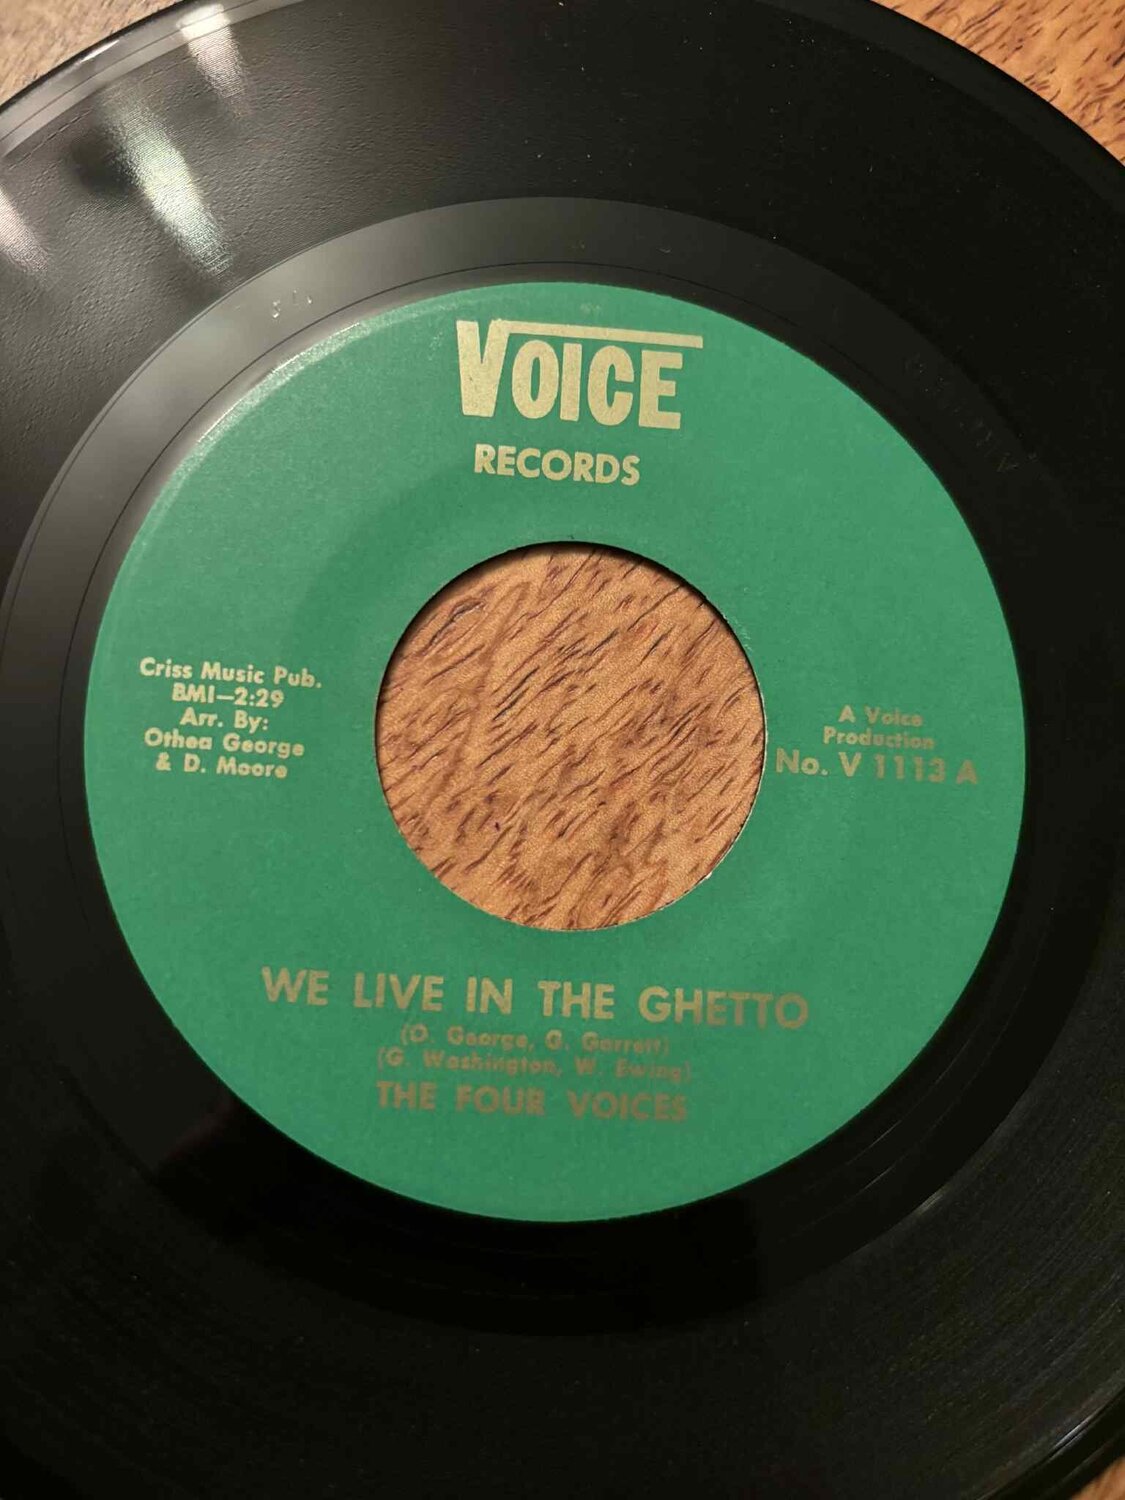 VOICE
RECORDS
Criss Music Pub.
BMI—2:29
Arr. By:
Othea George
& D. Moore
A Voice
Production
No. V 1113 A
WE LIVE IN THE GHETTO
(O. George, G. Garrett)
(G. Washington, W. Ewing)
THE FOUR VOICES